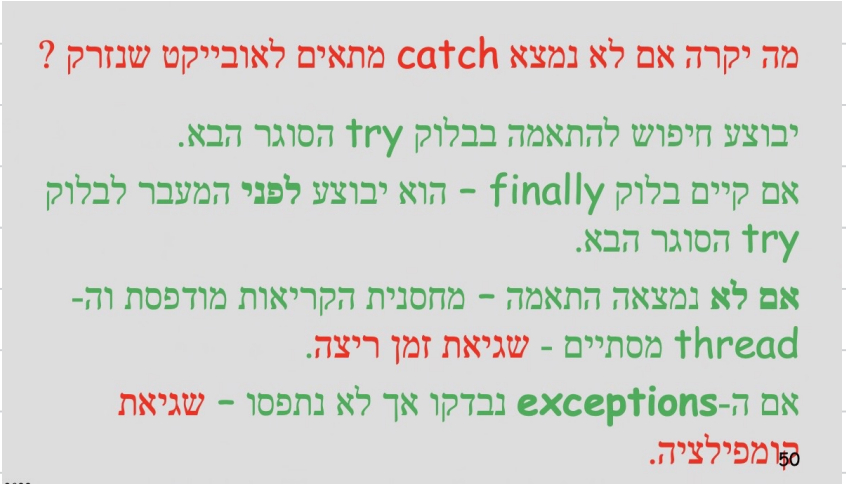 מה יקרה אם לא נמצא catch מתאים לאובייקט שנזרק ?
יבוצע חיפוש להתאמה בבלוק try הסוגר הבא.
אם קיים בלוק finally – הוא יבוצע לפני המעבר לבלוק
try הסוגר הבא.
אם לא נמצאה התאמה – מחסנית הקריאות מודפסת וה-
thread מסתיים - שגיאת זמן ריצה.
אם ה-exceptions נבדקו אך לא נתפסו – שגיאת
קומפילציה.
50